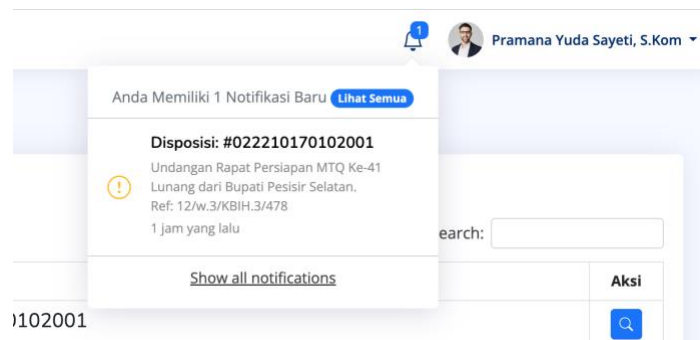 1
Pramana Yuda Sayeti, S.Kom
Anda Memiliki 1 Notifikasi Baru Lihat Semua
Disposisi: #022210170102001
Undangan Rapat Persiapan MTQ Ke-41
Lunang dari Bupati Pesisir Selatan.
Ref: 12/w.3/KBIH.3/478
1 jam yang lalu
earch:
Show all notifications
Aksi
0102001